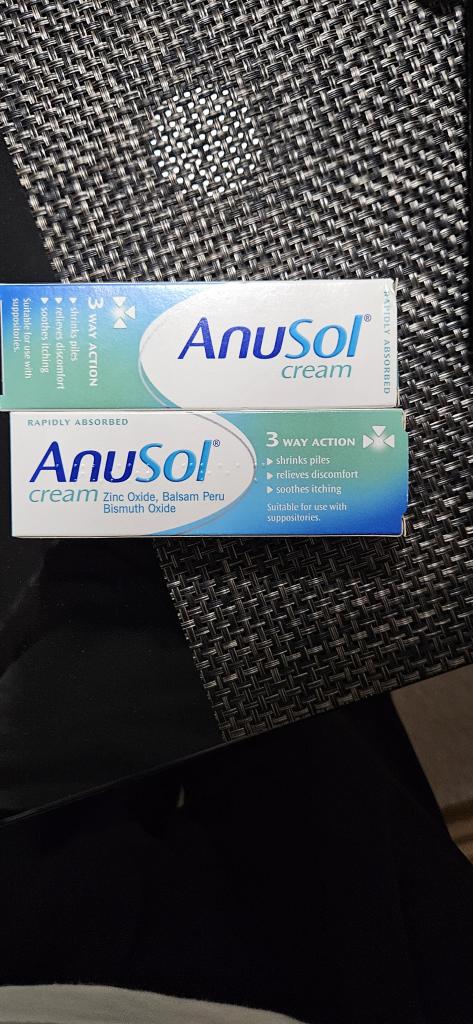 AnuSol®
cream
RAPIDLY ABSORBED
3 WAY ACTION
▸ shrinks piles
▸ relieves discomfort
▸ soothes itching
Suitable for use with
suppositories.
RAPIDLY ABSORBED
AnuSol®
cream Zinc Oxide, Balsam Peru
Bismuth Oxide
3 WAY ACTION
▸ shrinks piles
▸ relieves discomfort
▸ soothes itching
Suitable for use with
suppositories.